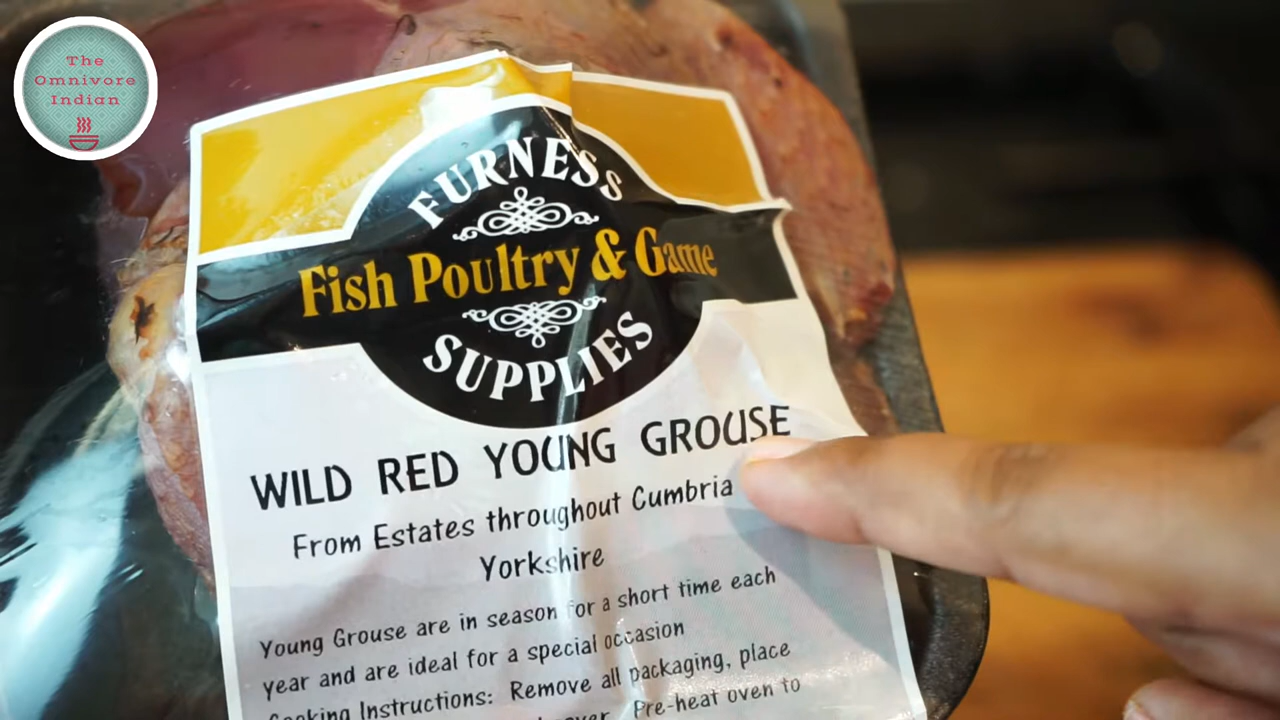 The
Omnivore
Indian
FURNESS
Fish Poultry & Game
SUPPLIES
WILD RED YOUNG GROUSE
From Estates throughout Cumbria
Yorkshire
Young Grouse are in season for a short time each
year and are ideal for a special occasion
Cooking Instructions: Remove all packaging, place
Pre-heat oven to